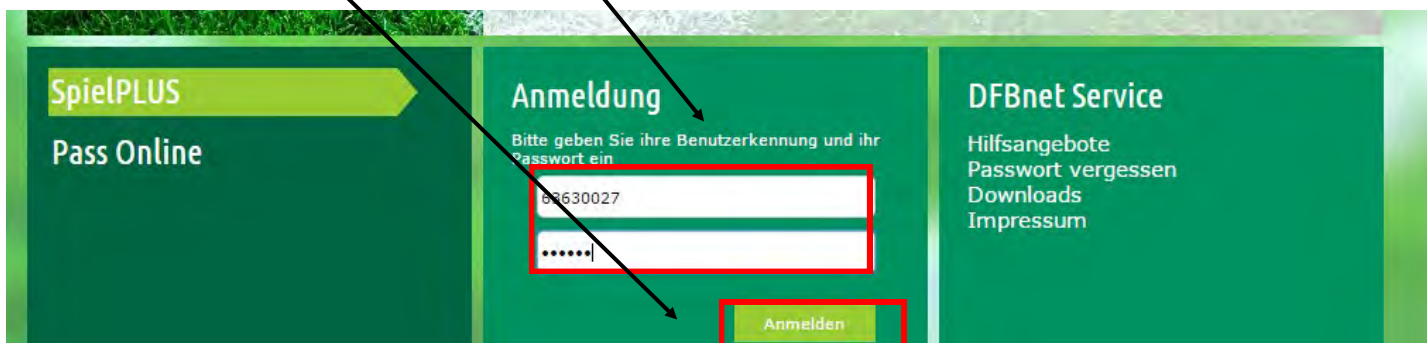 SpielPLUS
Pass Online
Anmeldung
Bitte geben Sie ihre Benutzerkennung und ihr
Passwort ein
63630027
••••••
Anmelden
DFBnet Service
Hilfsangebote
Passwort vergessen
Downloads
Impressum